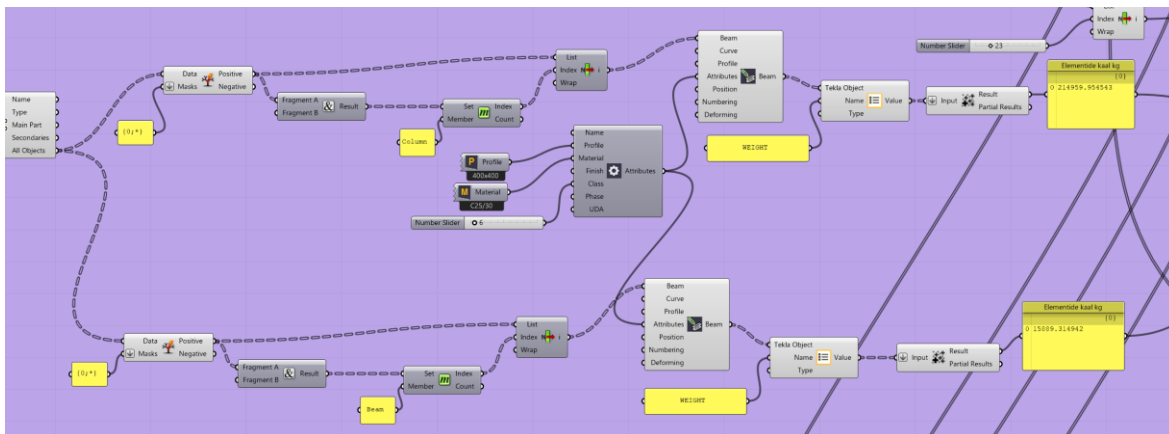 Name
Type
Main Part
Secondaries
All Objects
Data
Masks
Positive
Negative
{0;*}
Fragment A
Fragment B
Result
Set
Member
Index
Count
Column
List
Index
Wrap
i
Profile
400x400
Material
C25/30
Number Slider
6
Name
Profile
Material
Finish
Class
Phase
UDA
Attributes
Beam
Curve
Profile
Attributes
Position
Numbering
Deforming
Beam
Tekla Object
Name
Type
Value
WEIGHT
Input
Result
Partial Results
Number Slider
23
Index
Wrap
i
Elementide kaal kg
{0}
0 214959.954543
Data
Masks
Positive
Negative
{0;*}
Fragment A
Fragment B
Result
Set
Member
Index
Count
Beam
List
Index
Wrap
i
Beam
Curve
Profile
Attributes
Position
Numbering
Deforming
Beam
Tekla Object
Name
Type
Value
WEIGHT
Input
Result
Partial Results
Elementide kaal kg
{0}
0 15889.314942